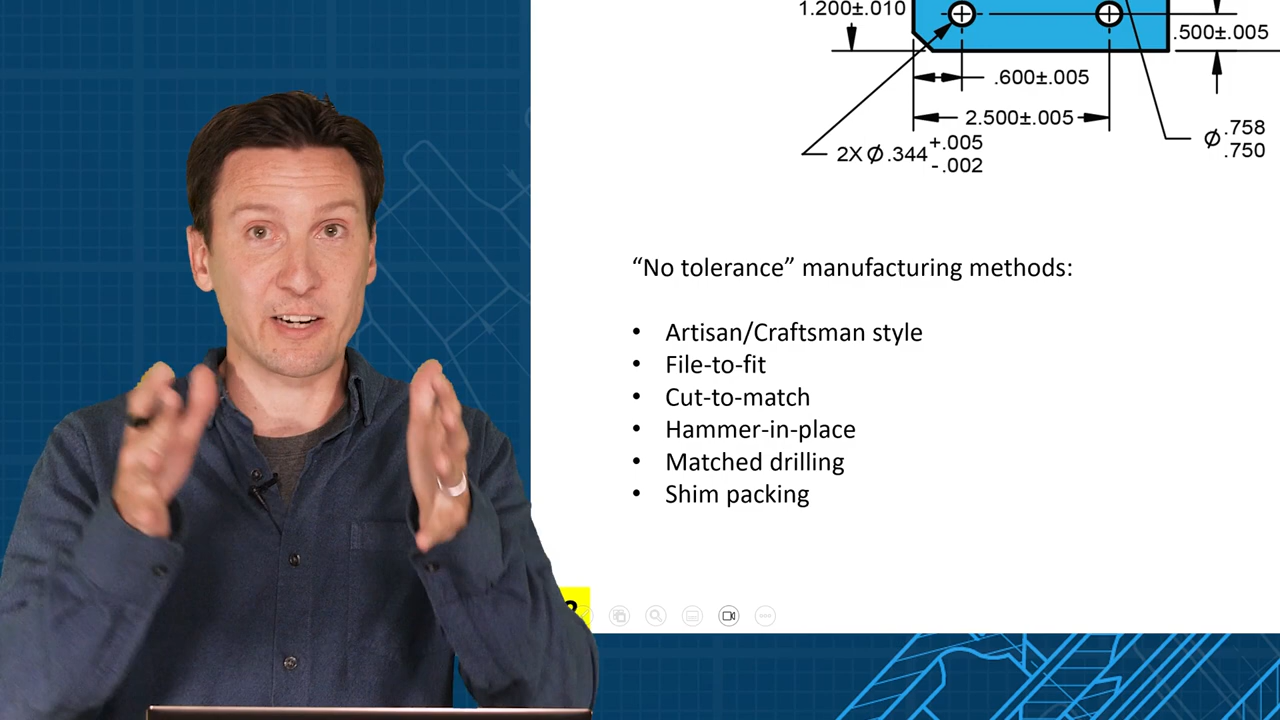 1.200±.010
.500±.005
.600±.005
2.500±.005
2X Ø.344 +.005
-.002
Ø .758
.750
“No tolerance” manufacturing methods:
• Artisan/Craftsman style
• File-to-fit
• Cut-to-match
• Hammer-in-place
• Matched drilling
• Shim packing